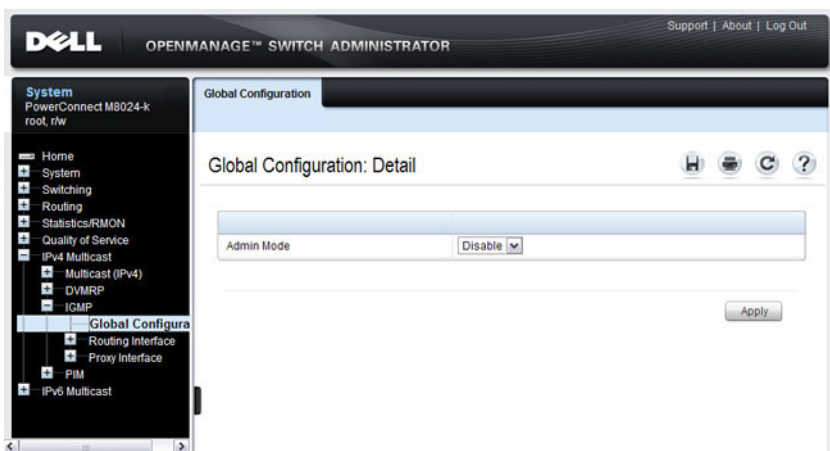 DELL
OPENMANAGE™ SWITCH ADMINISTRATOR
Support | About | Log Out
System
PowerConnect M8024-k
root, r/w
Home
System
Switching
Routing
Statistics/RMON
Quality of Service
IPv4 Multicast
Multicast (IPv4)
DVMRP
IGMP
Global Configura
Routing Interface
Proxy Interface
PIM
IPv6 Multicast
Global Configuration
Global Configuration: Detail
Admin Mode
Disable
Apply